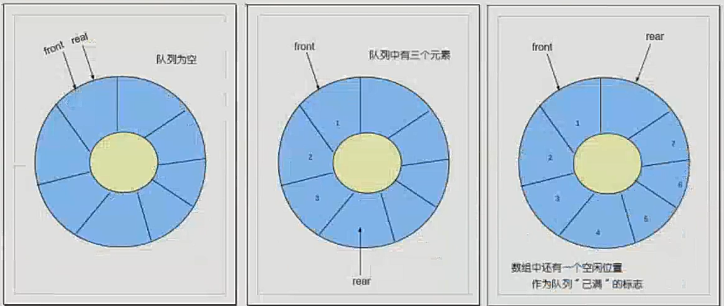 front real
队列为空
front
队列中有三个元素
1
2
3
rear
front
rear
1
2
3
4
5
6
7
数组中还有一个空闲位置
作为队列“已满”的标志